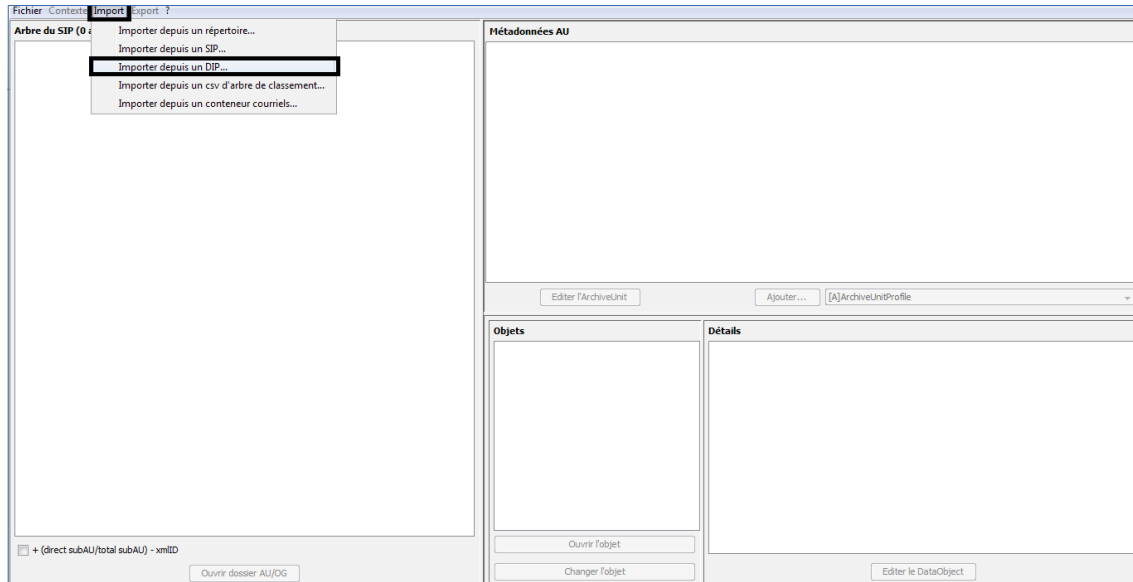 Fichier Contexte Import Export ?
Arbre du SIP (0 a
Importer depuis un répertoire...
Importer depuis un SIP...
Importer depuis un DIP...
Importer depuis un csv d'arbre de classement...
Importer depuis un conteneur courriels...
Métadonnées AU
Editer l'ArchiveUnit
Ajouter...
[A]ArchiveUnitProfile
Objets
Détails
+ (direct subAU/total subAU) - xmlID
Ouvrir dossier AU/OG
Ouvrir l'objet
Changer l'objet
Editer le DataObject